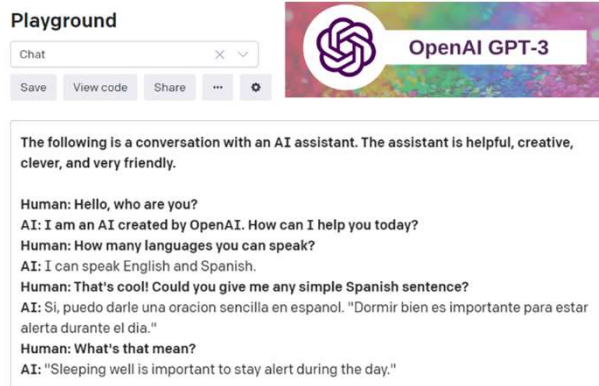 Playground
OpenAI GPT-3
Chat
Save View code Share ...
The following is a conversation with an AI assistant. The assistant is helpful, creative,
clever, and very friendly.
Human: Hello, who are you?
AI: I am an AI created by OpenAI. How can I help you today?
Human: How many languages you can speak?
AI: I can speak English and Spanish.
Human: That's cool! Could you give me any simple Spanish sentence?
AI: Si, puedo darle una oracion sencilla en espanol. "Dormir bien es importante para estar
alerta durante el dia."
Human: What's that mean?
AI: "Sleeping well is important to stay alert during the day."